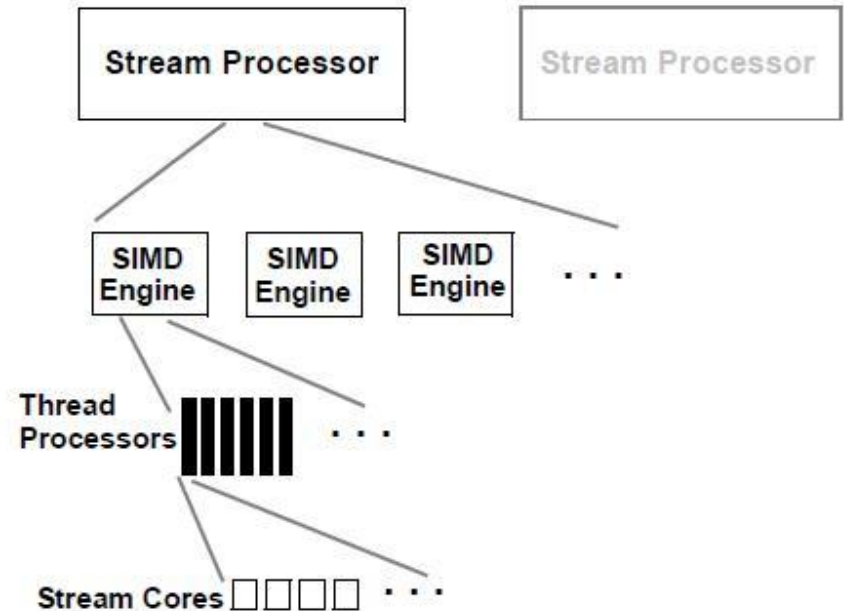 Stream Processor
Stream Processor
SIMD
Engine
SIMD
Engine
SIMD
Engine
. . .
Thread
Processors
. . .
Stream Cores
. . .